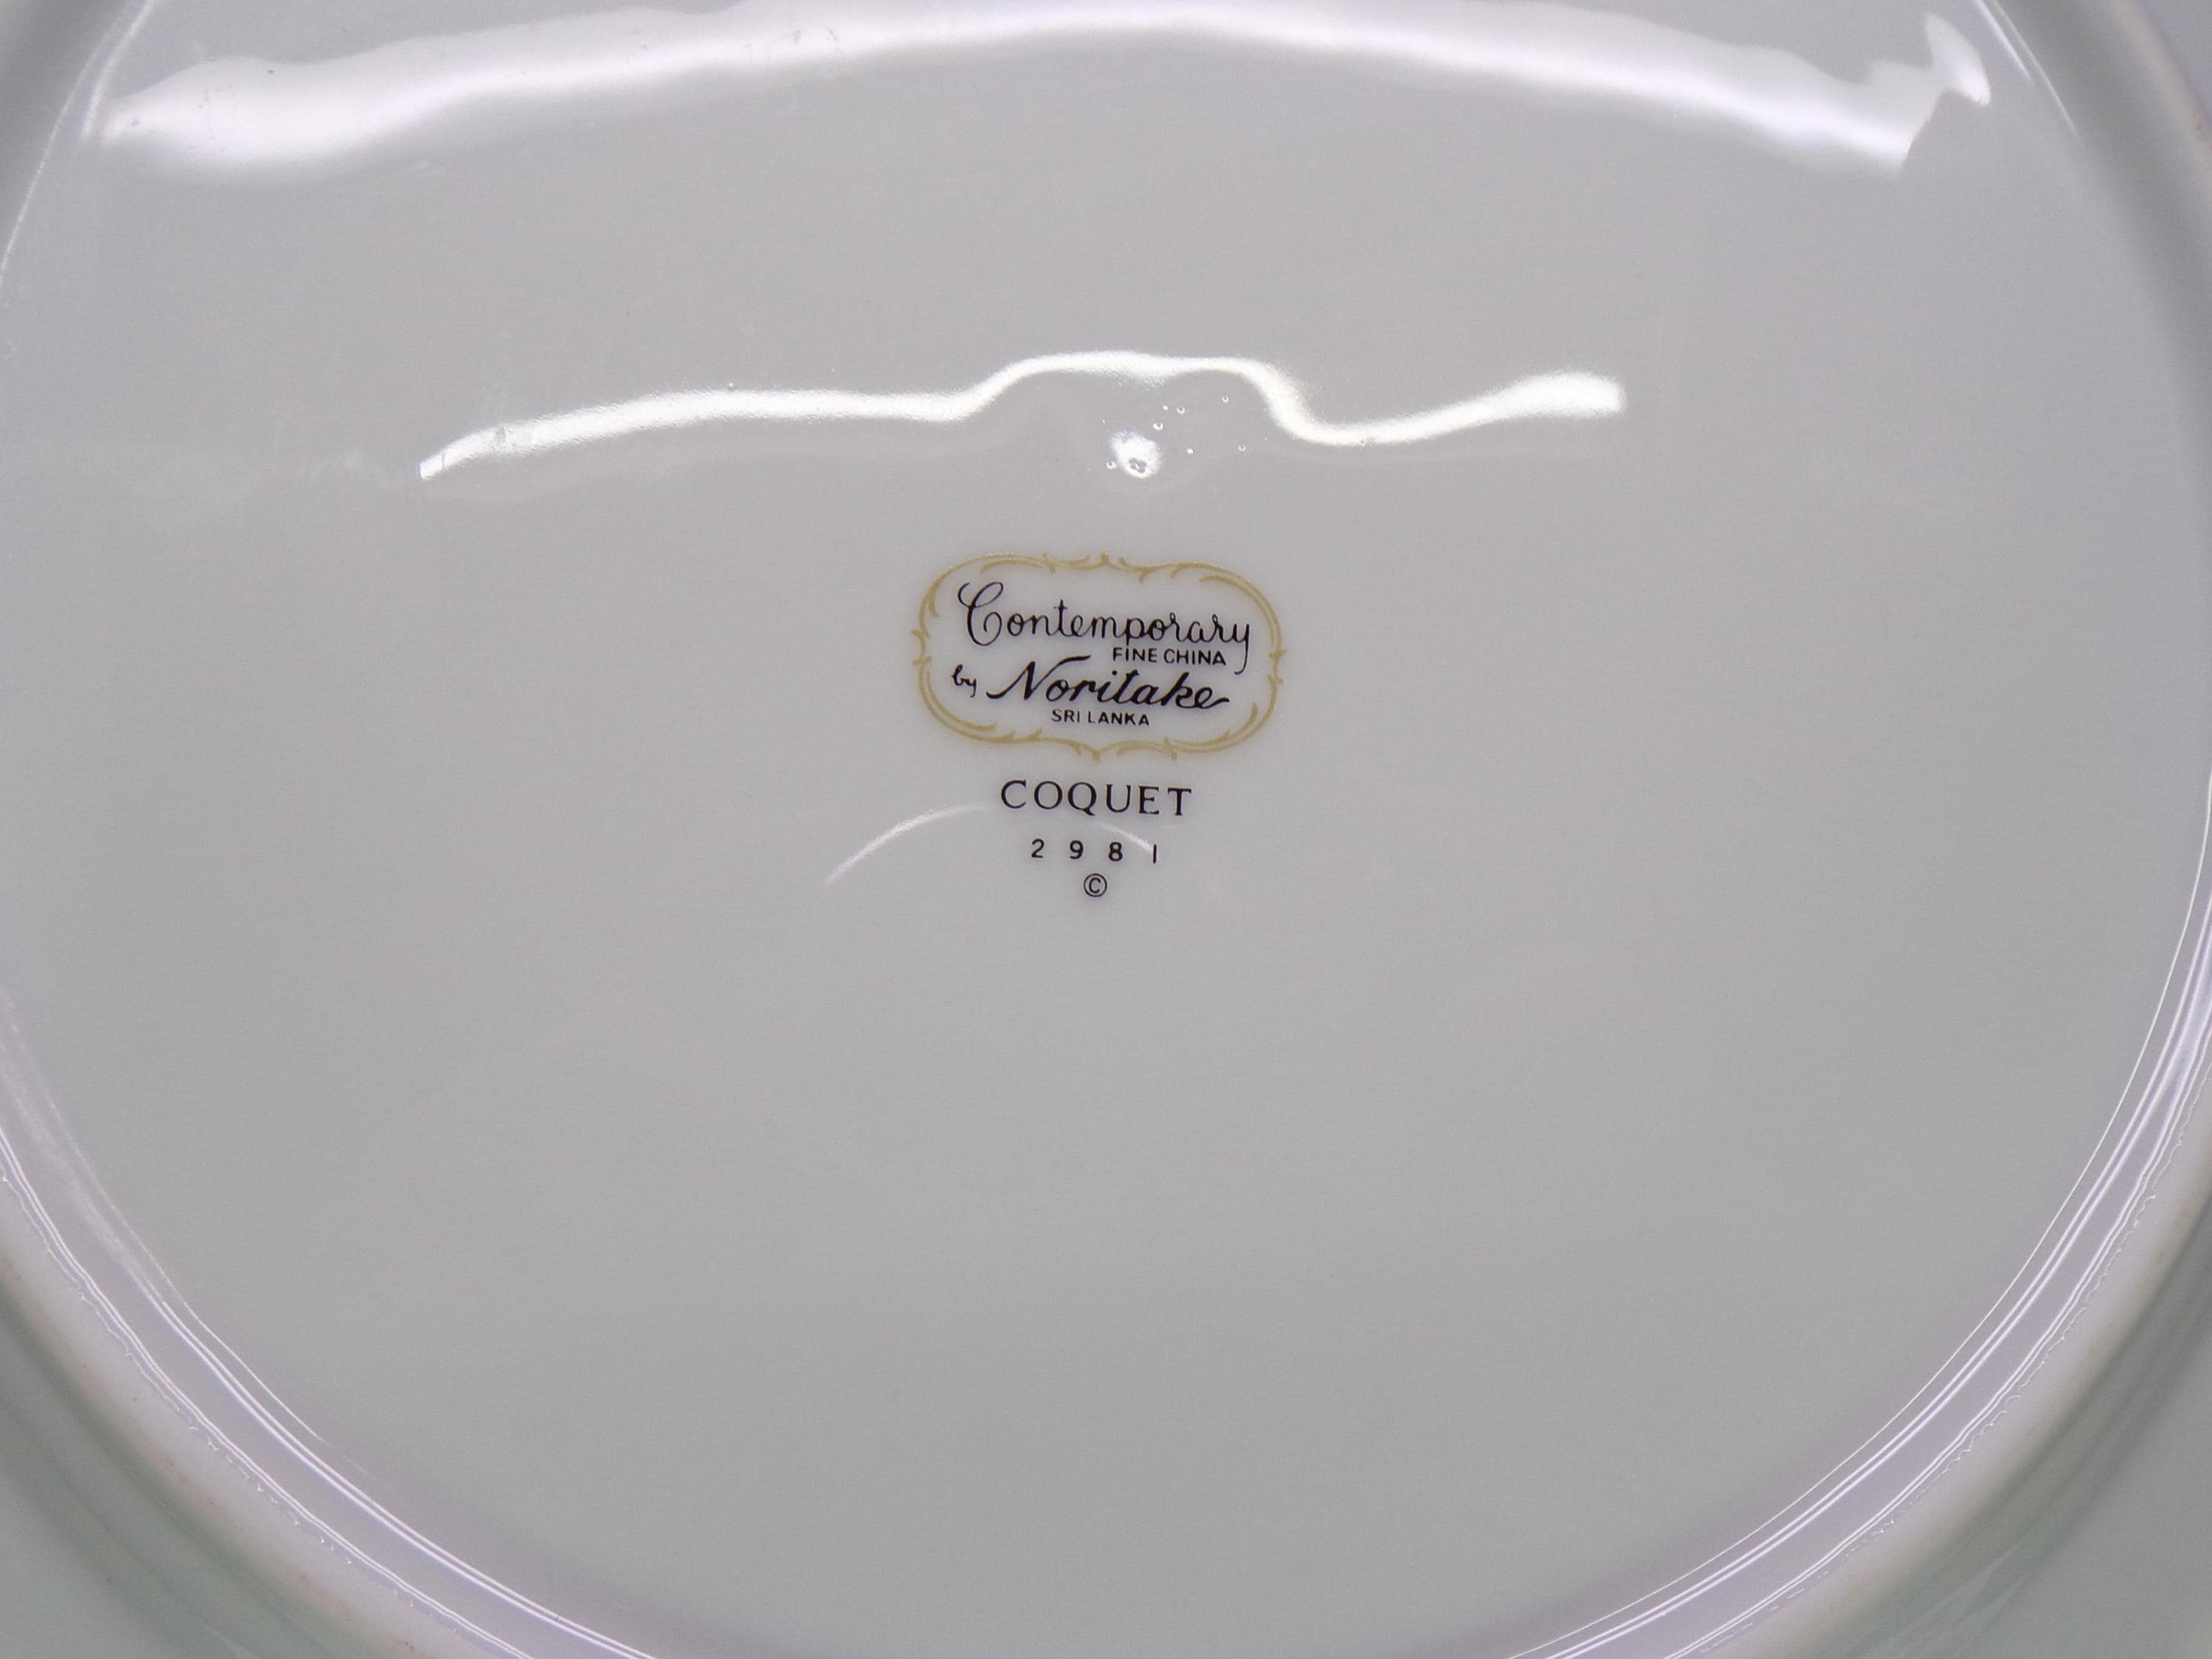 Contemporary
FINE CHINA
by Noritake
SRI LANKA
COQUET
2981
©